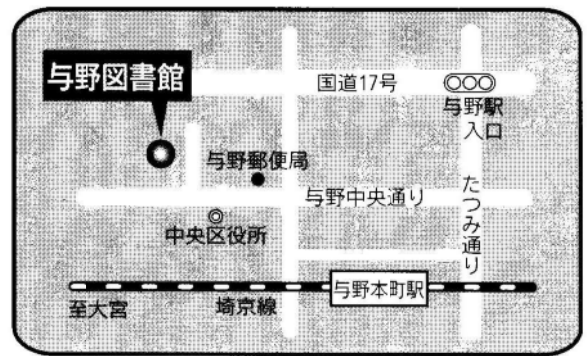 与野図書館
国道17号
与野駅
入口
与野郵便局
与野中央通り
たつみ通り
中央区役所
与野本町駅
至大宮
埼京線